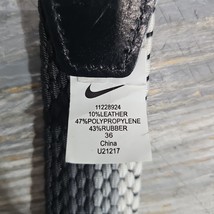 11228924
10%LEATHER
47%POLYPROPYLENE
43%RUBBER
36
China
U21217